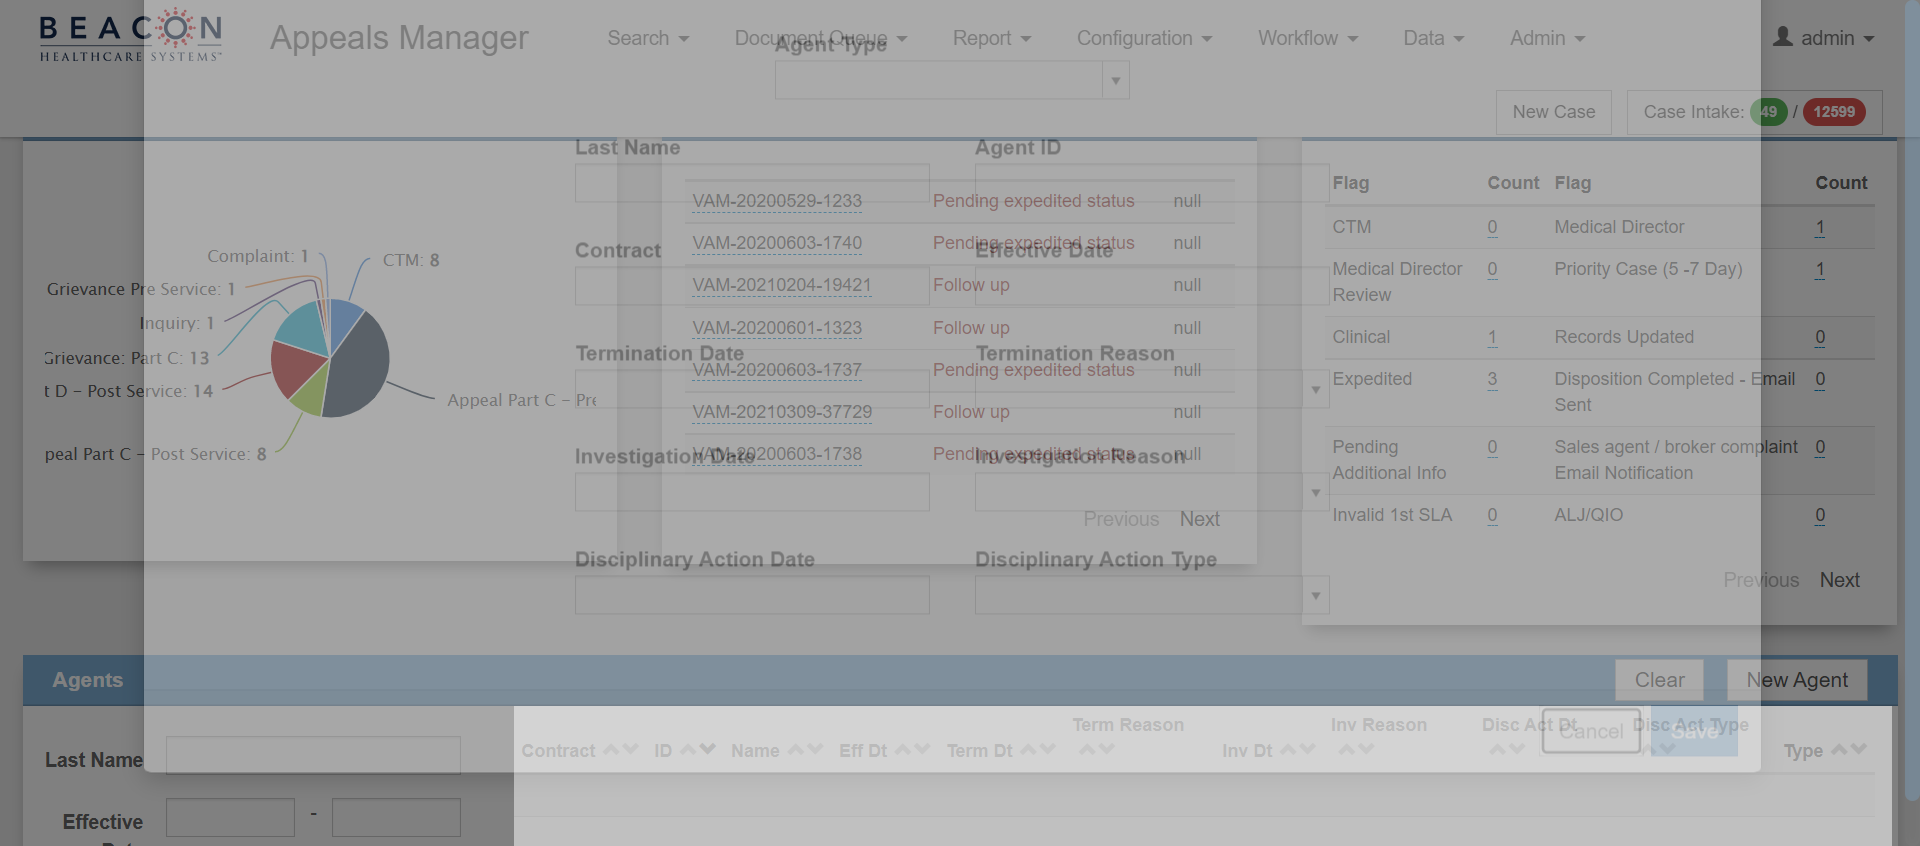 BEACON
HEALTHCARE SYSTEMS™
Appeals Manager
Search
Document Queue
Report
Configuration
Workflow
Data
Admin
admin
Agent Type
New Case
Case Intake: 49 / 12599
Last Name
Agent ID
Contract
Effective Date
Termination Date
Termination Reason
Investigation Date
Investigation Reason
Disciplinary Action Date
Disciplinary Action Type
Complaint: 1
CTM: 8
Grievance Pre Service: 1
Inquiry: 1
Grievance: Part C: 13
t D - Post Service: 14
Appeal Part C - Pre
peal Part C - Post Service: 8
VAM-20200529-1233 Pending expedited status null
VAM-20200603-1740 Pending expedited status null
VAM-20210204-19421 Follow up null
VAM-20200601-1323 Follow up null
VAM-20200603-1737 Pending expedited status null
VAM-20210309-37729 Follow up null
VAM-20200603-1738 Pending expedited status null
Previous Next
Flag Count Flag Count
CTM 0 Medical Director 1
Medical Director Review 0 Priority Case (5 -7 Day) 1
Clinical 1 Records Updated 0
Expedited 3 Disposition Completed - Email Sent 0
Pending Additional Info 0 Sales agent / broker complaint Email Notification 0
Invalid 1st SLA 0 ALJ/QIO 0
Previous Next
Agents
Clear
New Agent
Cancel
Save
Last Name
Effective
Contract ID Name Eff Dt Term Dt Term Reason Inv Dt Inv Reason Disc Act Dt Disc Act Type Type
-